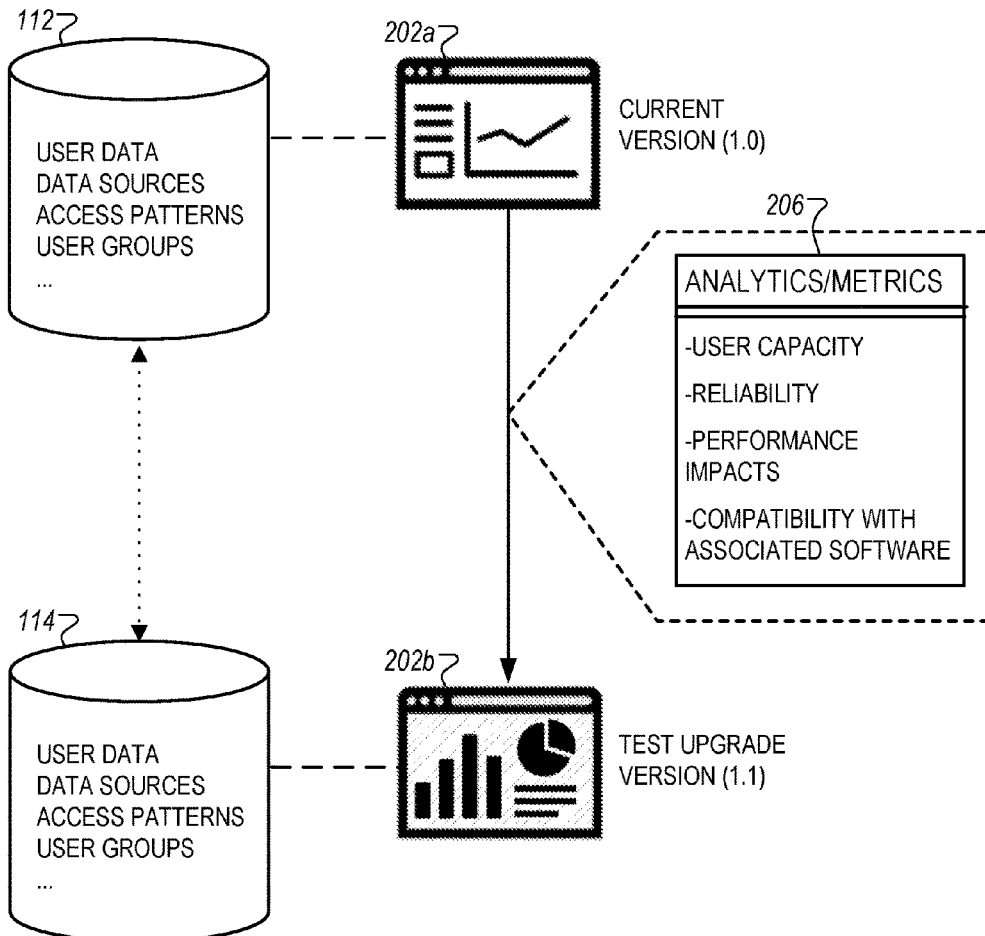 112
202a
USER DATA
DATA SOURCES
ACCESS PATTERNS
USER GROUPS
...
CURRENT
VERSION (1.0)
206
ANALYTICS/METRICS
-USER CAPACITY
-RELIABILITY
-PERFORMANCE
IMPACTS
-COMPATIBILITY WITH
ASSOCIATED SOFTWARE
114
202b
USER DATA
DATA SOURCES
ACCESS PATTERNS
USER GROUPS
...
TEST UPGRADE
VERSION (1.1)